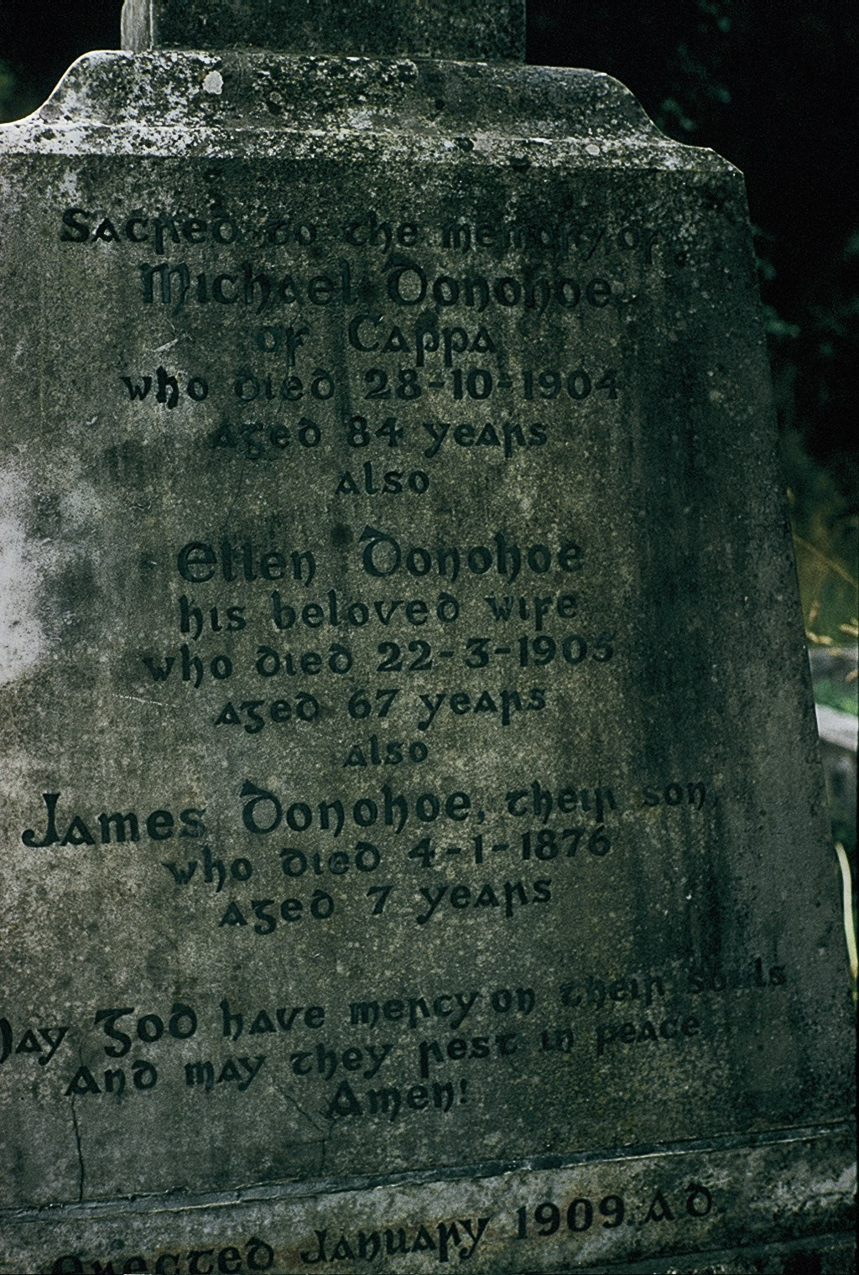 Sacred to the memory of
Michael Donohoe
of Cappa
who died 28-10-1904
aged 84 years
also
Ellen Donohoe
his beloved wife
who died 22-3-1905
aged 67 years
also
James Donohoe, their son
who died 4-1-1876
aged 7 years
May God have mercy on their souls
And may they rest in peace
Amen!
Erected January 1909. A D